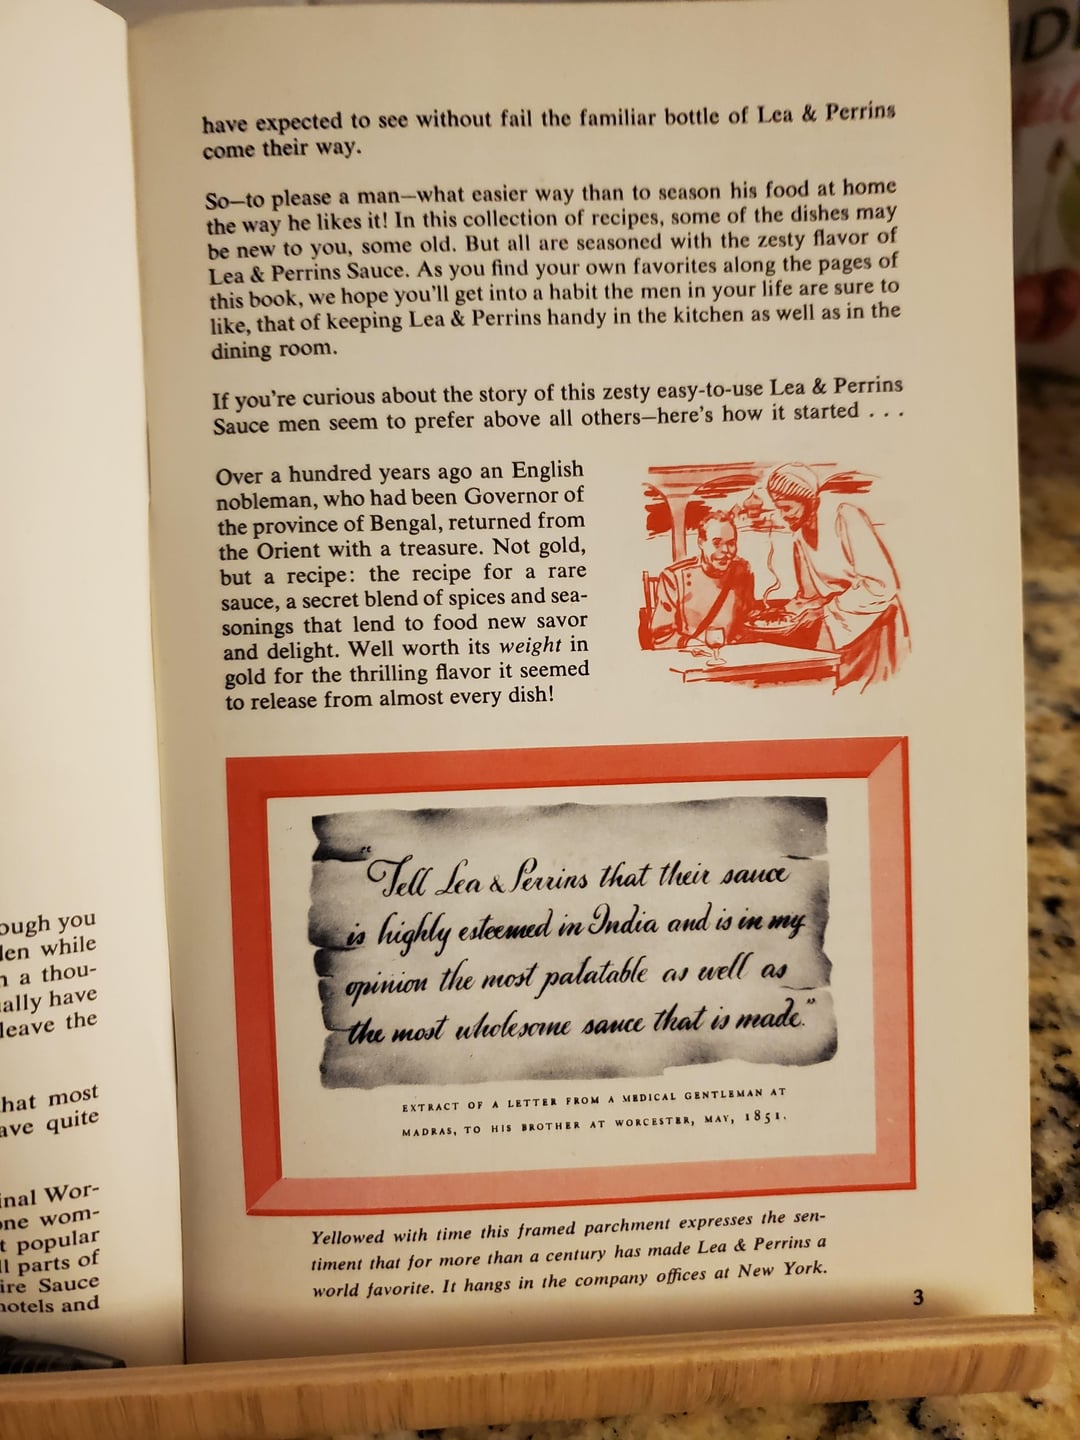 ough you
len while
n a thou-
ally have
leave the
hat most
ave quite
inal Wor-
one wom-
t popular
ll parts of
ire Sauce
hotels and
have expected to see without fail the familiar bottle of Lea & Perrins
come their way.
So—to please a man—what easier way than to season his food at home
the way he likes it! In this collection of recipes, some of the dishes may
be new to you, some old. But all are seasoned with the zesty flavor of
Lea & Perrins Sauce. As you find your own favorites along the pages of
this book, we hope you'll get into a habit the men in your life are sure to
like, that of keeping Lea & Perrins handy in the kitchen as well as in the
dining room.
If you're curious about the story of this zesty easy-to-use Lea & Perrins
Sauce men seem to prefer above all others—here's how it started . . .
Over a hundred years ago an English
nobleman, who had been Governor of
the province of Bengal, returned from
the Orient with a treasure. Not gold,
but a recipe: the recipe for a rare
sauce, a secret blend of spices and sea-
sonings that lend to food new savor
and delight. Well worth its weight in
gold for the thrilling flavor it seemed
to release from almost every dish!
"Tell Lea & Perrins that their sauce
is highly esteemed in India and is in my
opinion the most palatable as well as
the most wholesome sauce that is made."
EXTRACT OF A LETTER FROM A MEDICAL GENTLEMAN AT
MADRAS, TO HIS BROTHER AT WORCESTER, MAY, 1851.
Yellowed with time this framed parchment expresses the sen-
timent that for more than a century has made Lea & Perrins a
world favorite. It hangs in the company offices at New York.
3